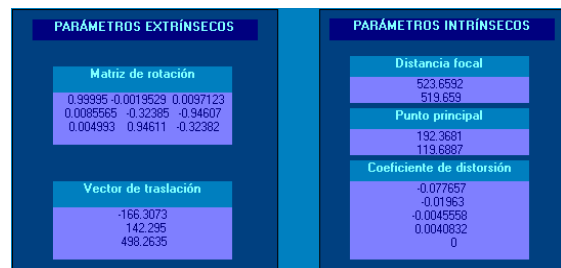 PARÁMETROS EXTRÍNSECOS
Matriz de rotación
0.99995 -0.0019529 0.0097123
0.0085565 -0.32385 -0.94607
0.004993 0.94611 -0.32382
Vector de traslación
-166.3073
142.295
498.2635
PARÁMETROS INTRÍNSECOS
Distancia focal
523.6592
519.659
Punto principal
192.3681
119.6887
Coeficiente de distorsión
-0.077657
-0.01963
-0.0045558
0.0040832
0